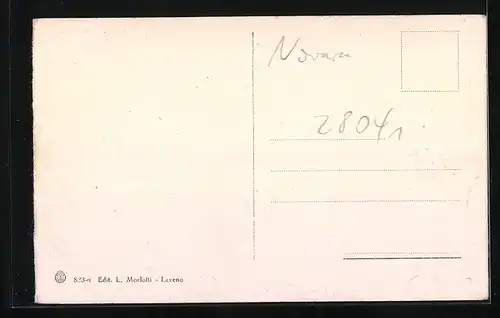 Novara
28041
823-a Edit. L. Morlotti - Laveno